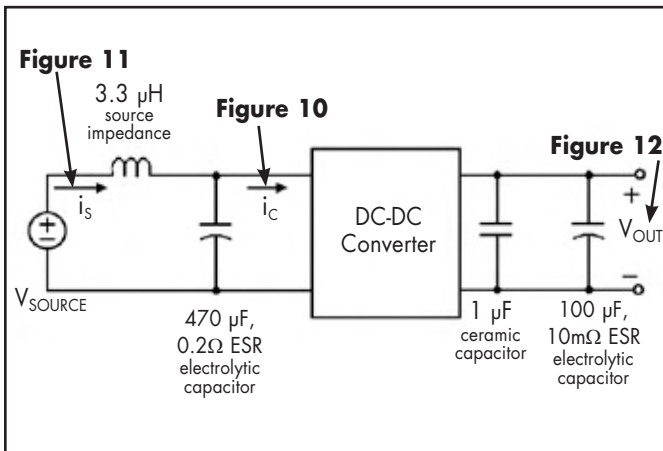 Figure 11
3.3 µH
source
impedance
Figure 10
Figure 12
iS
iC
DC-DC
Converter
+
VOUT
–
+
–
VSOURCE
470 µF,
0.2Ω ESR
electrolytic
capacitor
1 µF
ceramic
capacitor
100 µF,
10mΩ ESR
electrolytic
capacitor